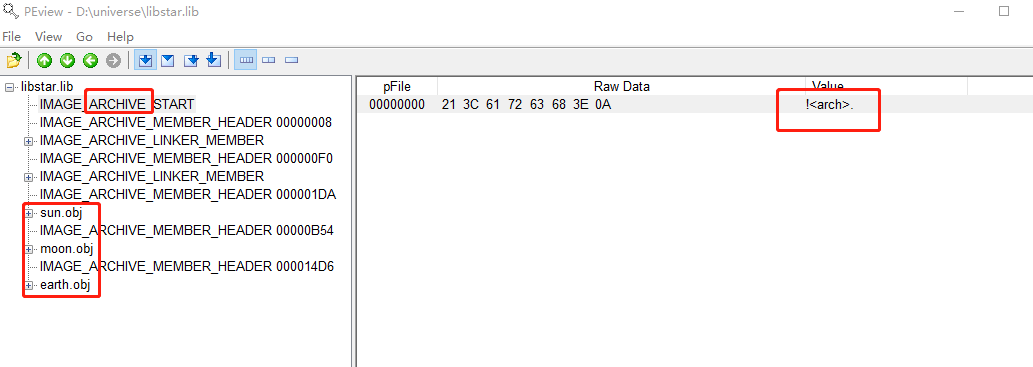 PEview - D:\universe\libstar.lib
File View Go Help
libstar.lib
IMAGE_ARCHIVE_START
IMAGE_ARCHIVE_MEMBER_HEADER 00000008
IMAGE_ARCHIVE_LINKER_MEMBER
IMAGE_ARCHIVE_MEMBER_HEADER 000000F0
IMAGE_ARCHIVE_LINKER_MEMBER
IMAGE_ARCHIVE_MEMBER_HEADER 000001DA
sun.obj
IMAGE_ARCHIVE_MEMBER_HEADER 00000B54
moon.obj
IMAGE_ARCHIVE_MEMBER_HEADER 000014D6
earth.obj
pFile Raw Data Value
00000000 21 3C 61 72 63 68 3E 0A !<arch>.